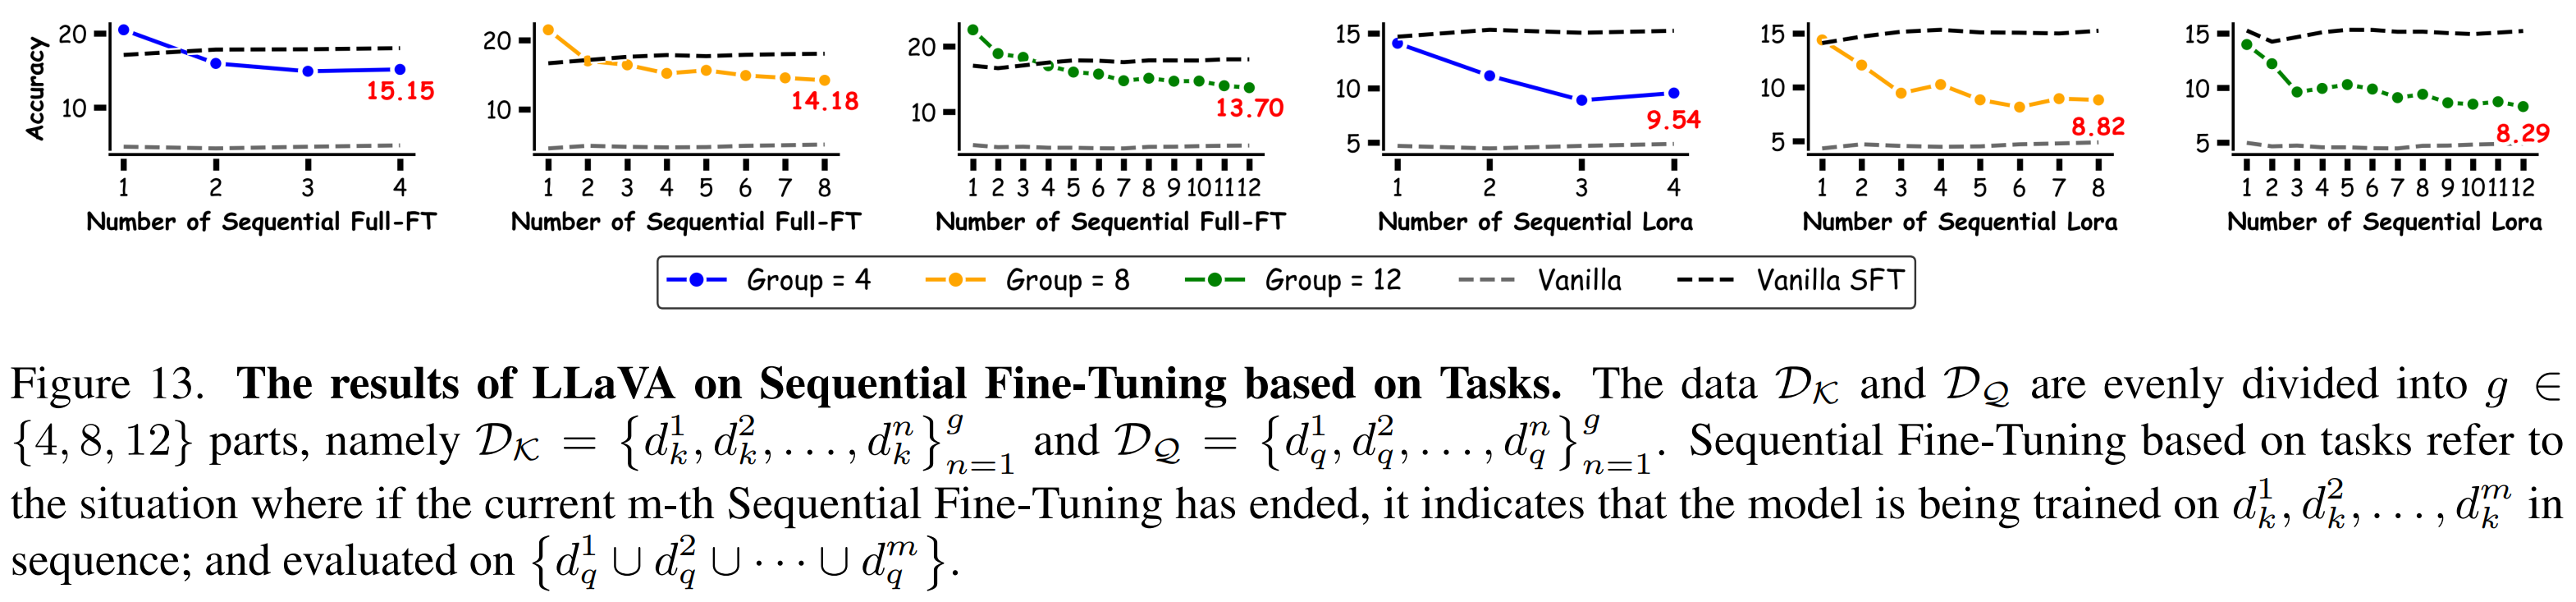 Accuracy
20
10
15.15
1 2 3 4
Number of Sequential Full-FT
20
10
14.18
1 2 3 4 5 6 7 8
Number of Sequential Full-FT
20
10
13.70
1 2 3 4 5 6 7 8 9 10 11 12
Number of Sequential Full-FT
15
10
5
9.54
1 2 3 4
Number of Sequential Lora
15
10
5
8.82
1 2 3 4 5 6 7 8
Number of Sequential Lora
15
10
5
8.29
1 2 3 4 5 6 7 8 9 10 11 12
Number of Sequential Lora
Group = 4 Group = 8 Group = 12 Vanilla Vanilla SFT
Figure 13. The results of LLaVA on Sequential Fine-Tuning based on Tasks. The data $\mathcal{D}_{\mathcal{K}}$ and $\mathcal{D}_{\mathcal{Q}}$ are evenly divided into $g \in$
$\{4, 8, 12\}$ parts, namely $\mathcal{D}_{\mathcal{K}} = \{d_k^1, d_k^2, \ldots, d_k^n\}_{n=1}^g$ and $\mathcal{D}_{\mathcal{Q}} = \{d_q^1, d_q^2, \ldots, d_q^n\}_{n=1}^g$. Sequential Fine-Tuning based on tasks refer to
the situation where if the current m-th Sequential Fine-Tuning has ended, it indicates that the model is being trained on $d_k^1, d_k^2, \ldots, d_k^m$ in
sequence; and evaluated on $\{d_q^1 \cup d_q^2 \cup \cdots \cup d_q^m\}$.